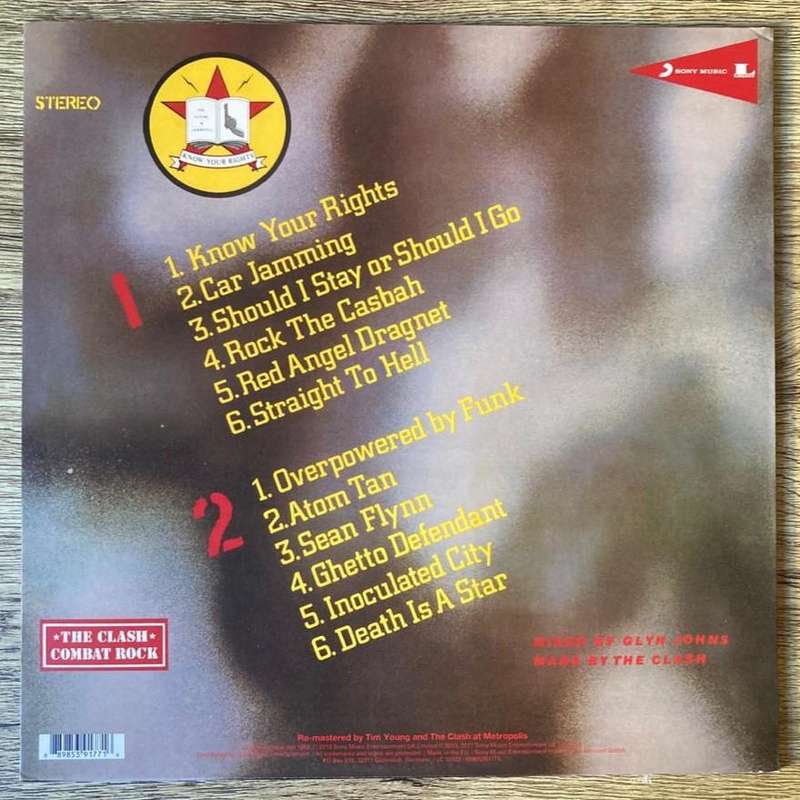 STEREO
SONY MUSIC
L
KNOW YOUR RIGHTS
1
1. Know Your Rights
2. Car Jamming
3. Should I Stay or Should I Go
4. Rock The Casbah
5. Red Angel Dragnet
6. Straight To Hell
2
1. Overpowered by Funk
2. Atom Tan
3. Sean Flynn
4. Ghetto Defendant
5. Inoculated City
6. Death Is A Star
★THE CLASH★
COMBAT ROCK
MIXED BY GLYN JOHNS
MADE BY THE CLASH
Re-mastered by Tim Young and The Clash at Metropolis